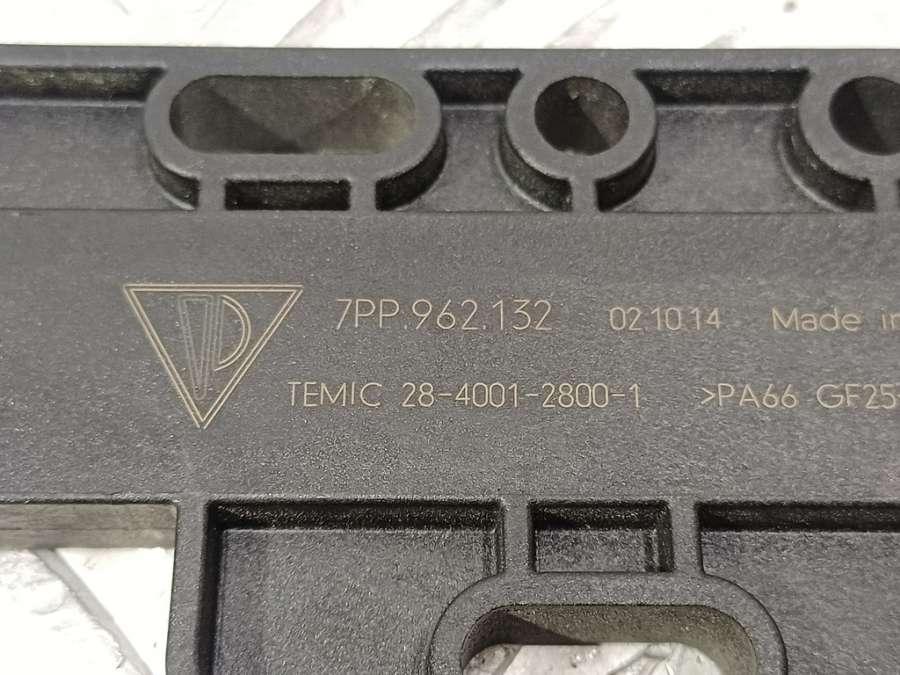 7PP.962.132 02.10.14 Made in
TEMIC 28-4001-2800-1 >PA66 GF25